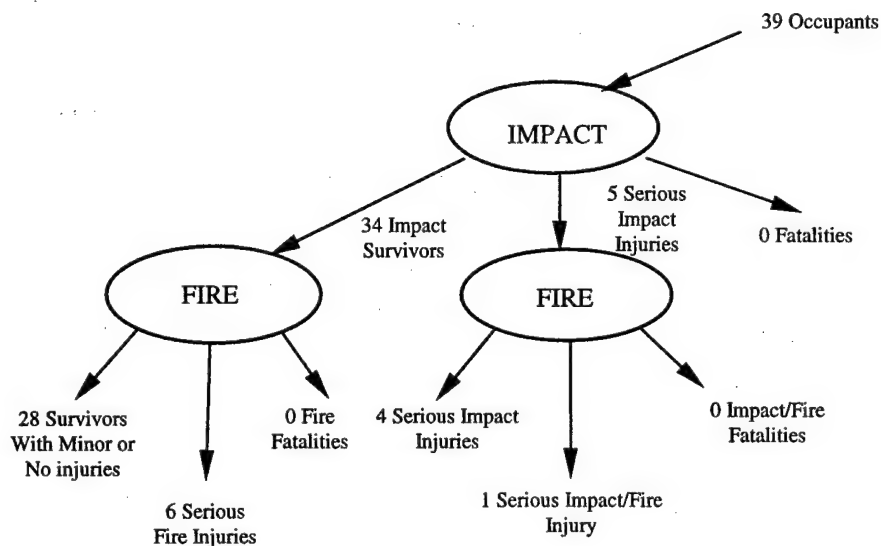 39 Occupants
IMPACT
34 Impact
Survivors
5 Serious
Impact
Injuries
0 Fatalities
FIRE
FIRE
28 Survivors
With Minor or
No injuries
6 Serious
Fire Injuries
0 Fire
Fatalities
4 Serious Impact
Injuries
1 Serious Impact/Fire
Injury
0 Impact/Fire
Fatalities